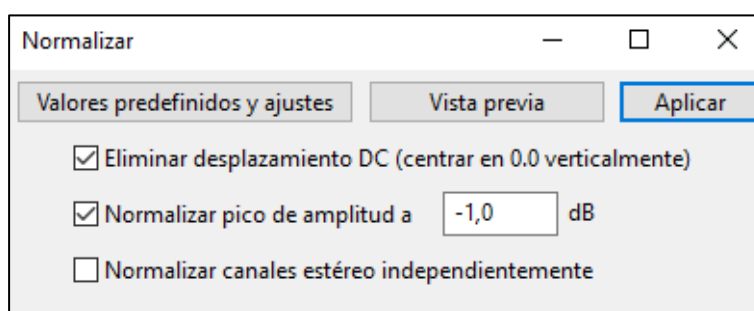 Normalizar
Valores predefinidos y ajustes Vista previa Aplicar
Eliminar desplazamiento DC (centrar en 0.0 verticalmente)
Normalizar pico de amplitud a -1,0 dB
Normalizar canales estéreo independientemente